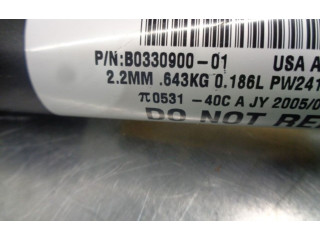 P/N:B0330900-01 USA A
2.2MM .643KG 0.186L PW241
π0531 -40C A JY 2005/0
DO NOT RE